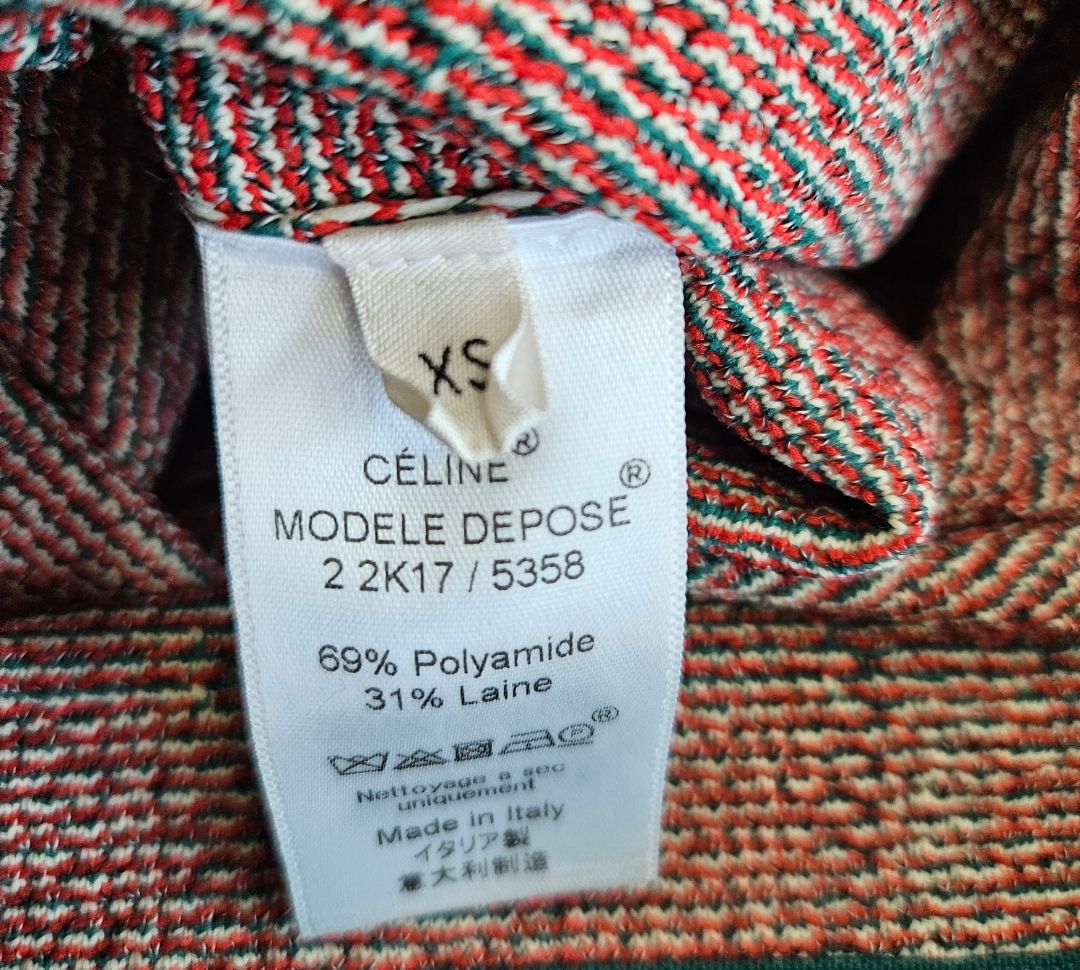 XS
CÉLINE®
MODELE DEPOSE®
2 2K17 / 5358
69% Polyamide
31% Laine
®
Nettoyage a sec
uniquement
Made in Italy
イタリア製
意大利制造